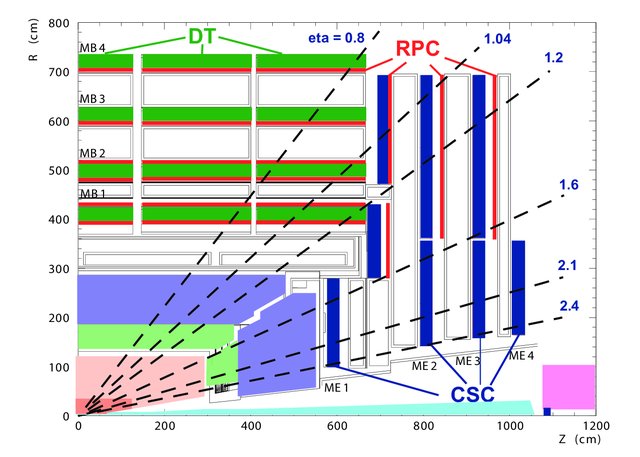 R (cm)
800
700
600
500
400
300
200
100
0
MB 4
DT
eta = 0.8
1.04
RPC
1.2
MB 3
MB 2
MB 1
1.6
2.1
2.4
ME 1
ME 2
ME 3
ME 4
CSC
0
200
400
600
800
1000
1200
Z (cm)